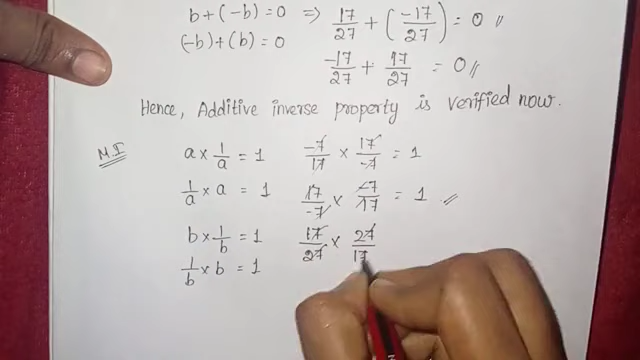 b + (-b) = 0 ⇒ 17/27 + (-17/27) = 0 //
(-b) + (b) = 0
-17/27 + 17/27 = 0 //
Hence, Additive inverse property is verified now.
M.I a × 1/a = 1 -7/17 × 17/-7 = 1
1/a × a = 1 17/-7 × -7/17 = 1 //
b × 1/b = 1 17/27 × 27/17
1/b × b = 1